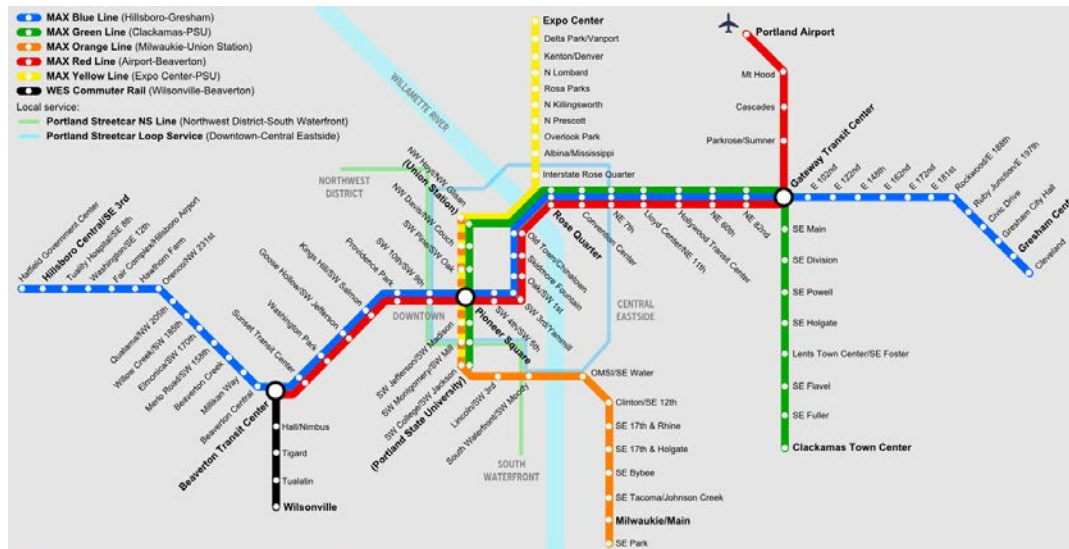 MAX Blue Line (Hillsboro-Gresham)
MAX Green Line (Clackamas-PSU)
MAX Orange Line (Milwaukie-Union Station)
MAX Red Line (Airport-Beaverton)
MAX Yellow Line (Expo Center-PSU)
WES Commuter Rail (Wilsonville-Beaverton)
Local service:
Portland Streetcar NS Line (Northwest District-South Waterfront)
Portland Streetcar Loop Service (Downtown-Central Eastside)
WILLAMETTE RIVER
Expo Center
Delta Park/Vanport
Kenton/Denver
N Lombard
Rosa Parks
N Killingsworth
N Prescott
Overlook Park
Albina/Mississippi
Interstate Rose Quarter
Portland Airport
Mt Hood
Cascades
Parkrose/Sumner
Gateway Transit Center
E 102nd
E 122nd
E 148th
E 162nd
E 172nd
E 181st
Rockwood/E 188th
Ruby Junction/E 197th
Civic Drive
Gresham City Hall
Gresham Cent
Cleveland
NORTHWEST
DISTRICT
NW Hoyt/NW Glisan
(Union Station)
NW Davis/NW Couch
SW Pine/SW Oak
Rose Quarter
Convention Center
NE 7th
Lloyd Center/NE 11th
Hollywood Transit Center
NE 60th
NE 82nd
Hatfield Government Center
Hillsboro Central/SE 3rd
Tuality Hospital/SE 8th
Washington/SE 12th
Fair Complex/Hillsboro Airport
Hawthorn Farm
Orenco/NW 231st
Quatama/NW 205th
Willow Creek/SW 185th
Elmonica/SW 170th
Merlo Road/SW 158th
Beaverton Creek
Millikan Way
Beaverton Central
Beaverton Transit Center
Sunset Transit Center
Washington Park
Goose Hollow/SW Jefferson
Kings Hill/SW Salmon
Providence Park
SW 10th/SW 9th
DOWNTOWN
Pioneer Square
SW 4th/SW 5th
SW 3rd/Yamhill
Oak/SW 1st
Skidmore Fountain
Old Town/Chinatown
CENTRAL
EASTSIDE
SW Jefferson/SW Madison
SW Montgomery/SW Mill
SW College/SW Jackson
(Portland State University)
Lincoln/SW 3rd
South Waterfront/SW Moody
SOUTH
WATERFRONT
OMSI/SE Water
Clinton/SE 12th
SE 17th & Rhine
SE 17th & Holgate
SE Bybee
SE Tacoma/Johnson Creek
Milwaukie/Main
SE Park
SE Main
SE Division
SE Powell
SE Holgate
Lents Town Center/SE Foster
SE Flavel
SE Fuller
Clackamas Town Center
Hall/Nimbus
Tigard
Tualatin
Wilsonville